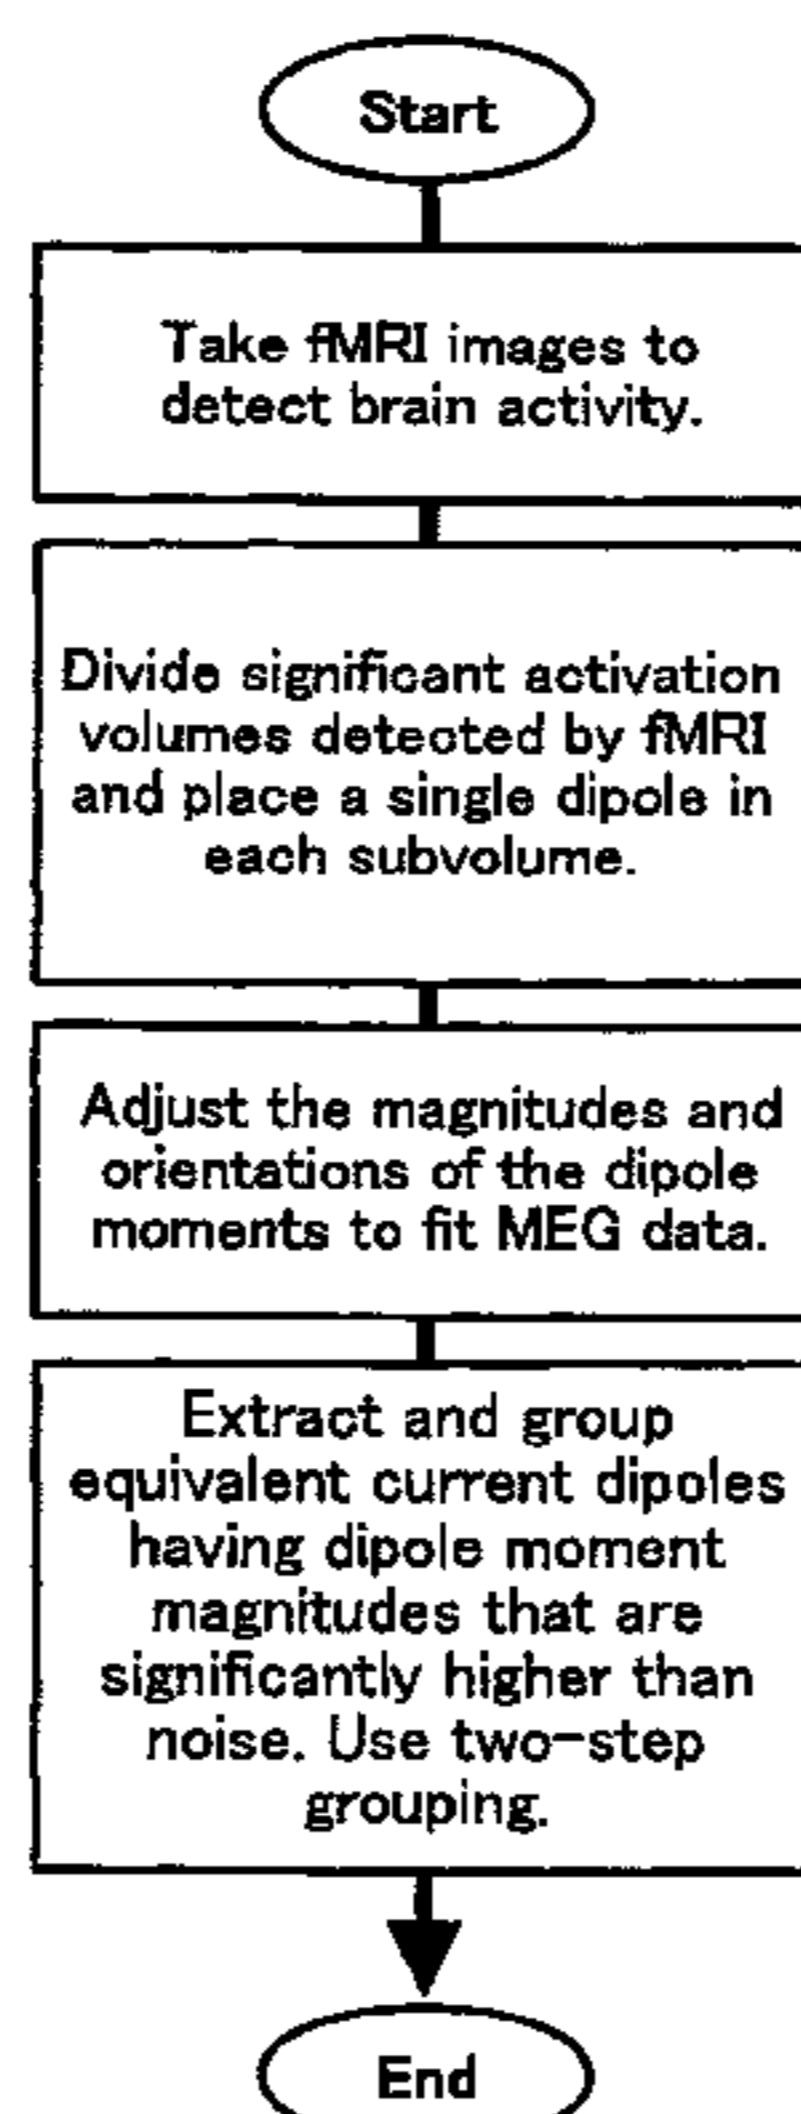 Start
Take fMRI images to
detect brain activity.
Divide significant activation
volumes detected by fMRI
and place a single dipole in
each subvolume.
Adjust the magnitudes and
orientations of the dipole
moments to fit MEG data.
Extract and group
equivalent current dipoles
having dipole moment
magnitudes that are
significantly higher than
noise. Use two-step
grouping.
End